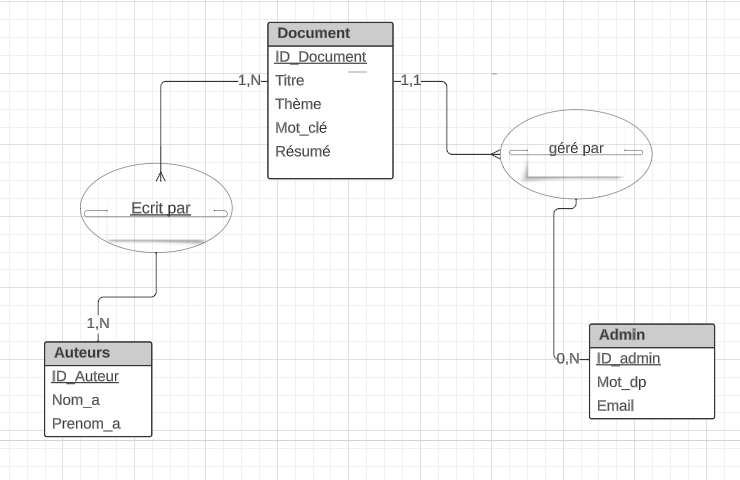 Document
ID_Document
1,N
Titre
1,1
Thème
Mot_clé
Résumé
géré par
Ecrit par
1,N
Auteurs
ID_Auteur
Nom_a
Prenom_a
Admin
0,N
ID_admin
Mot_dp
Email